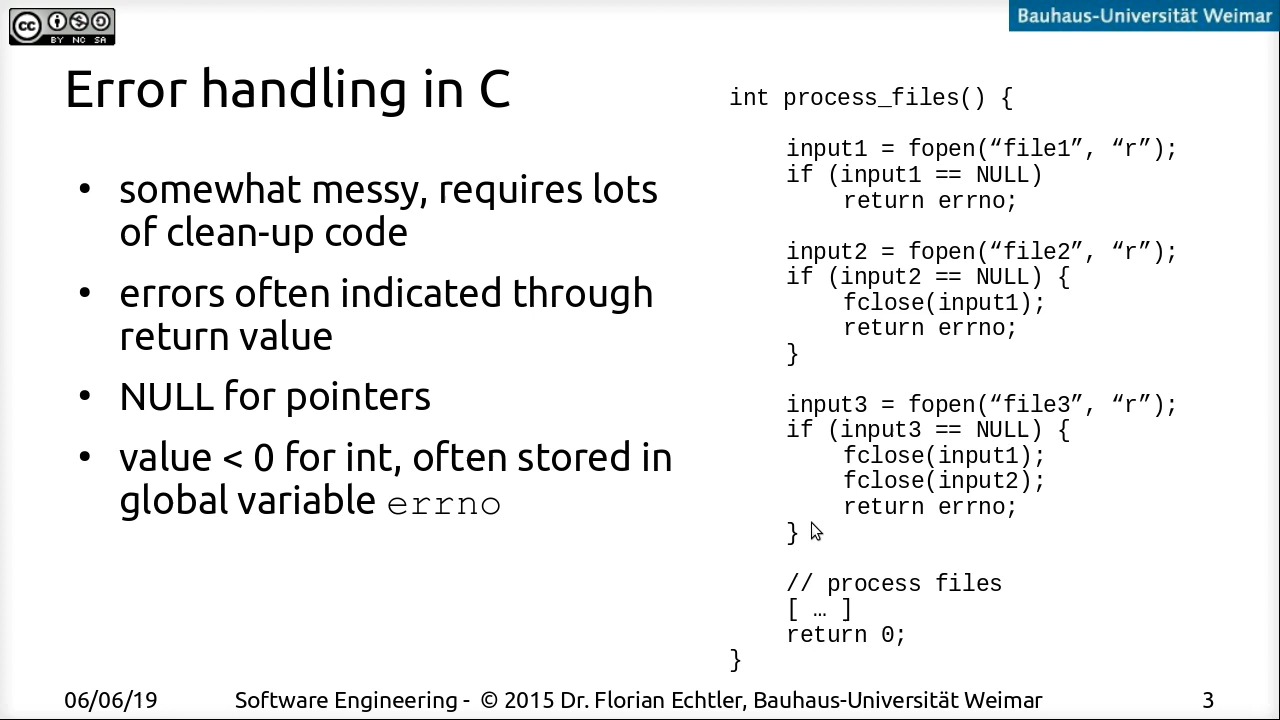 cc BY NC SA
Bauhaus-Universität Weimar
Error handling in C
• somewhat messy, requires lots
of clean-up code
• errors often indicated through
return value
• NULL for pointers
• value < 0 for int, often stored in
global variable errno
int process_files() {
input1 = fopen(“file1”, “r”);
if (input1 == NULL)
return errno;
input2 = fopen(“file2”, “r”);
if (input2 == NULL) {
fclose(input1);
return errno;
}
input3 = fopen(“file3”, “r”);
if (input3 == NULL) {
fclose(input1);
fclose(input2);
return errno;
}
// process files
[ … ]
return 0;
}
06/06/19 Software Engineering - © 2015 Dr. Florian Echtler, Bauhaus-Universität Weimar 3